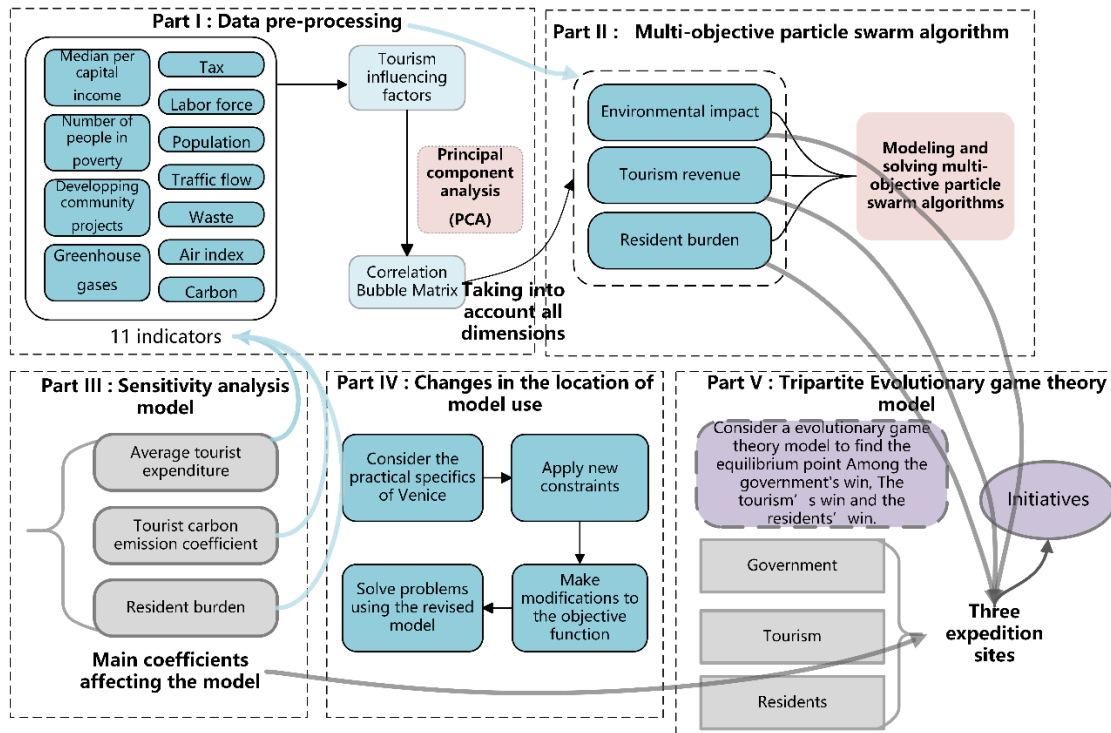 Part I : Data pre-processing
Median per
capital
income
Number of
people in
poverty
Developping
community
projects
Greenhouse
gases
Tax
Labor force
Population
Traffic flow
Waste
Air index
Carbon
11 indicators
Tourism
influencing
factors
Principal
component
analysis
(PCA)
Correlation
Bubble Matrix
Taking into
account all
dimensions
Part II : Multi-objective particle swarm algorithm
Environmental impact
Tourism revenue
Resident burden
Modeling and
solving multi-
objective particle
swarm algorithms
Part III : Sensitivity analysis
model
Average tourist
expenditure
Tourist carbon
emission coefficient
Resident burden
Main coefficients
affecting the model
Part IV : Changes in the location of
model use
Consider the
practical specifics
of Venice
Apply new
constraints
Solve problems
using the revised
model
Make
modifications to
the objective
function
Part V : Tripartite Evolutionary game theory
model
Consider a evolutionary game
theory model to find the
equilibrium point Among the
government's win, The
tourism’s win and the
residents’ win.
Government
Tourism
Residents
Initiatives
Three
expedition
sites